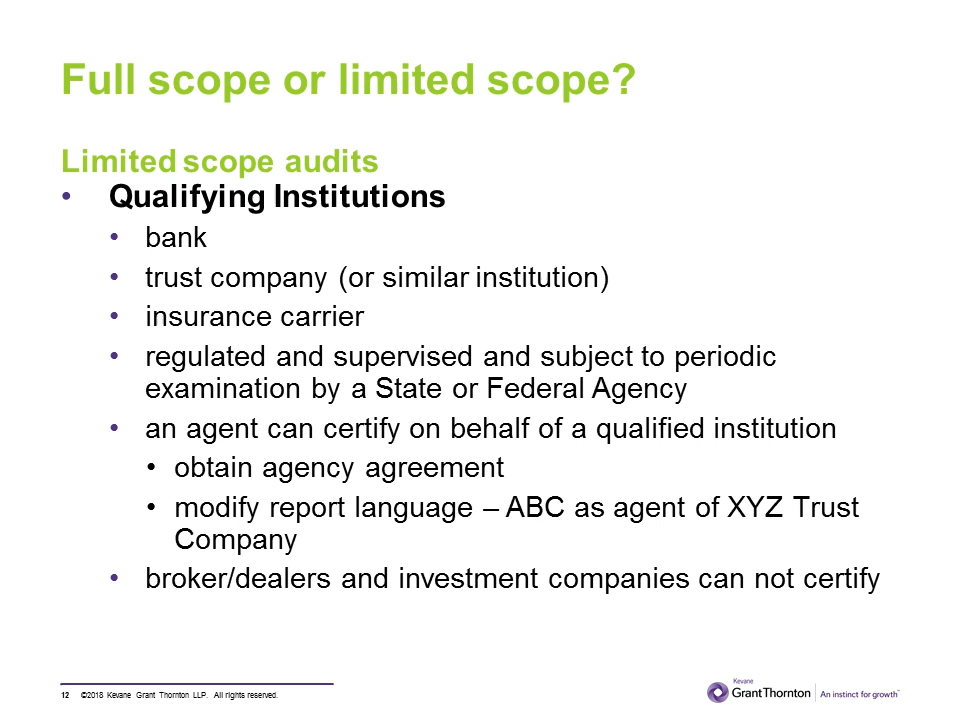 Full scope or limited scope?
Limited scope audits
• Qualifying Institutions
• bank
• trust company (or similar institution)
• insurance carrier
• regulated and supervised and subject to periodic
examination by a State or Federal Agency
• an agent can certify on behalf of a qualified institution
• obtain agency agreement
• modify report language – ABC as agent of XYZ Trust
Company
• broker/dealers and investment companies can not certify
12 ©2018 Kevane Grant Thornton LLP. All rights reserved.
Kevane
GrantThornton
An instinct for growth™